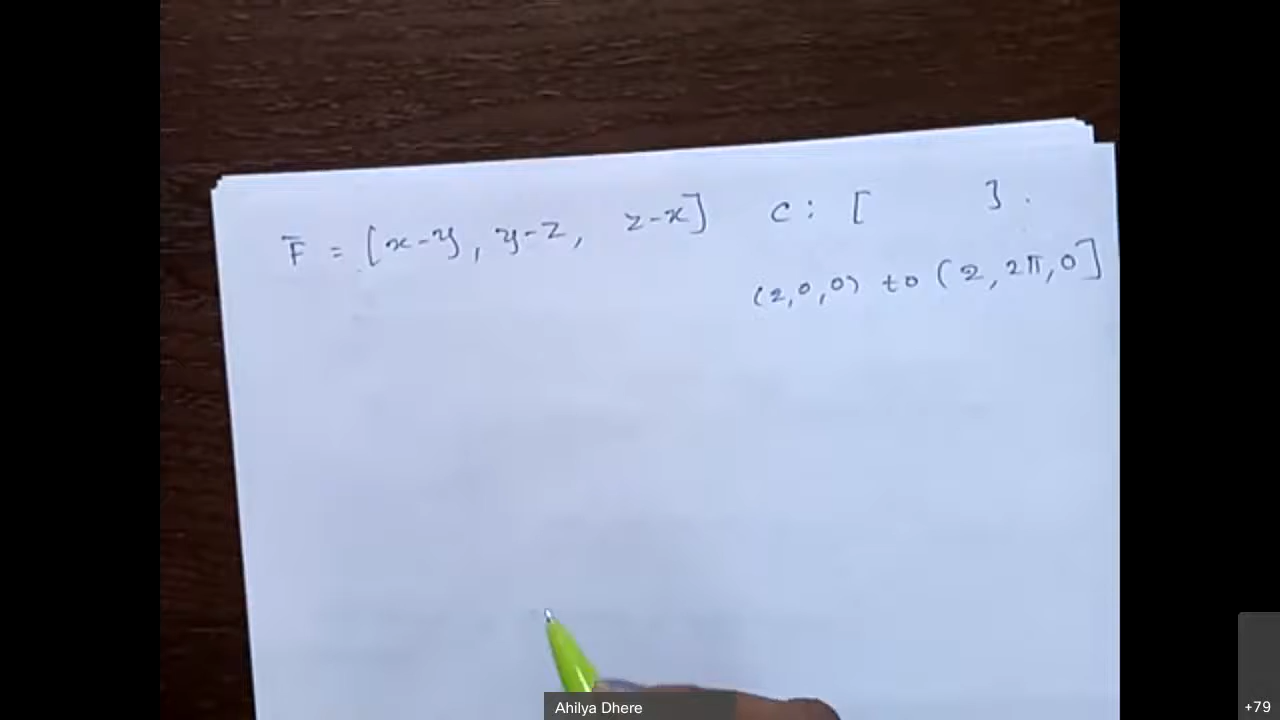 F̄ = [x-y, y-z, z-x] C: [ ].
(2,0,0) to (2, 2π, 0]
Ahilya Dhere
+79